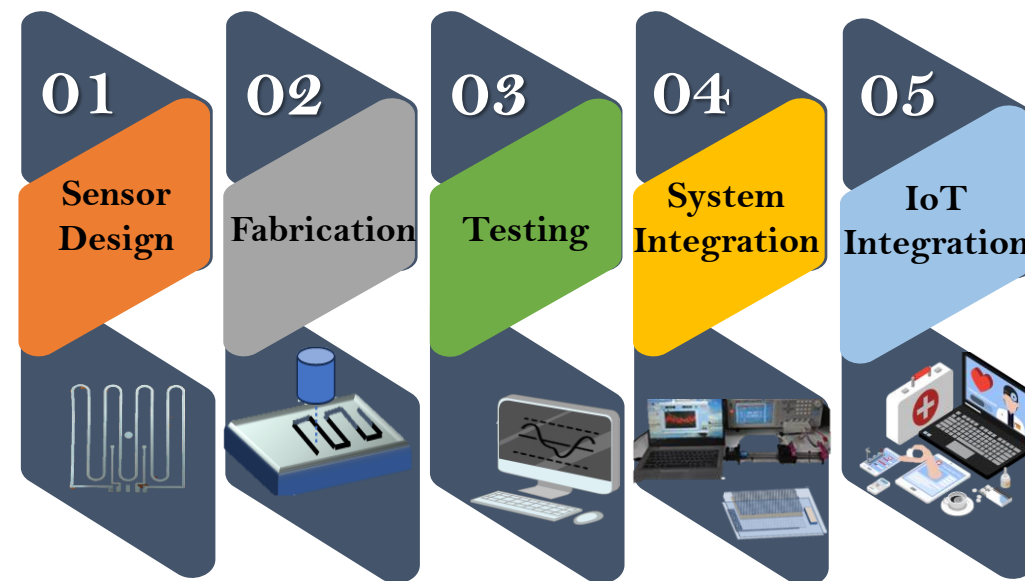 01
Sensor
Design
02
Fabrication
03
Testing
04
System
Integration
05
IoT
Integration